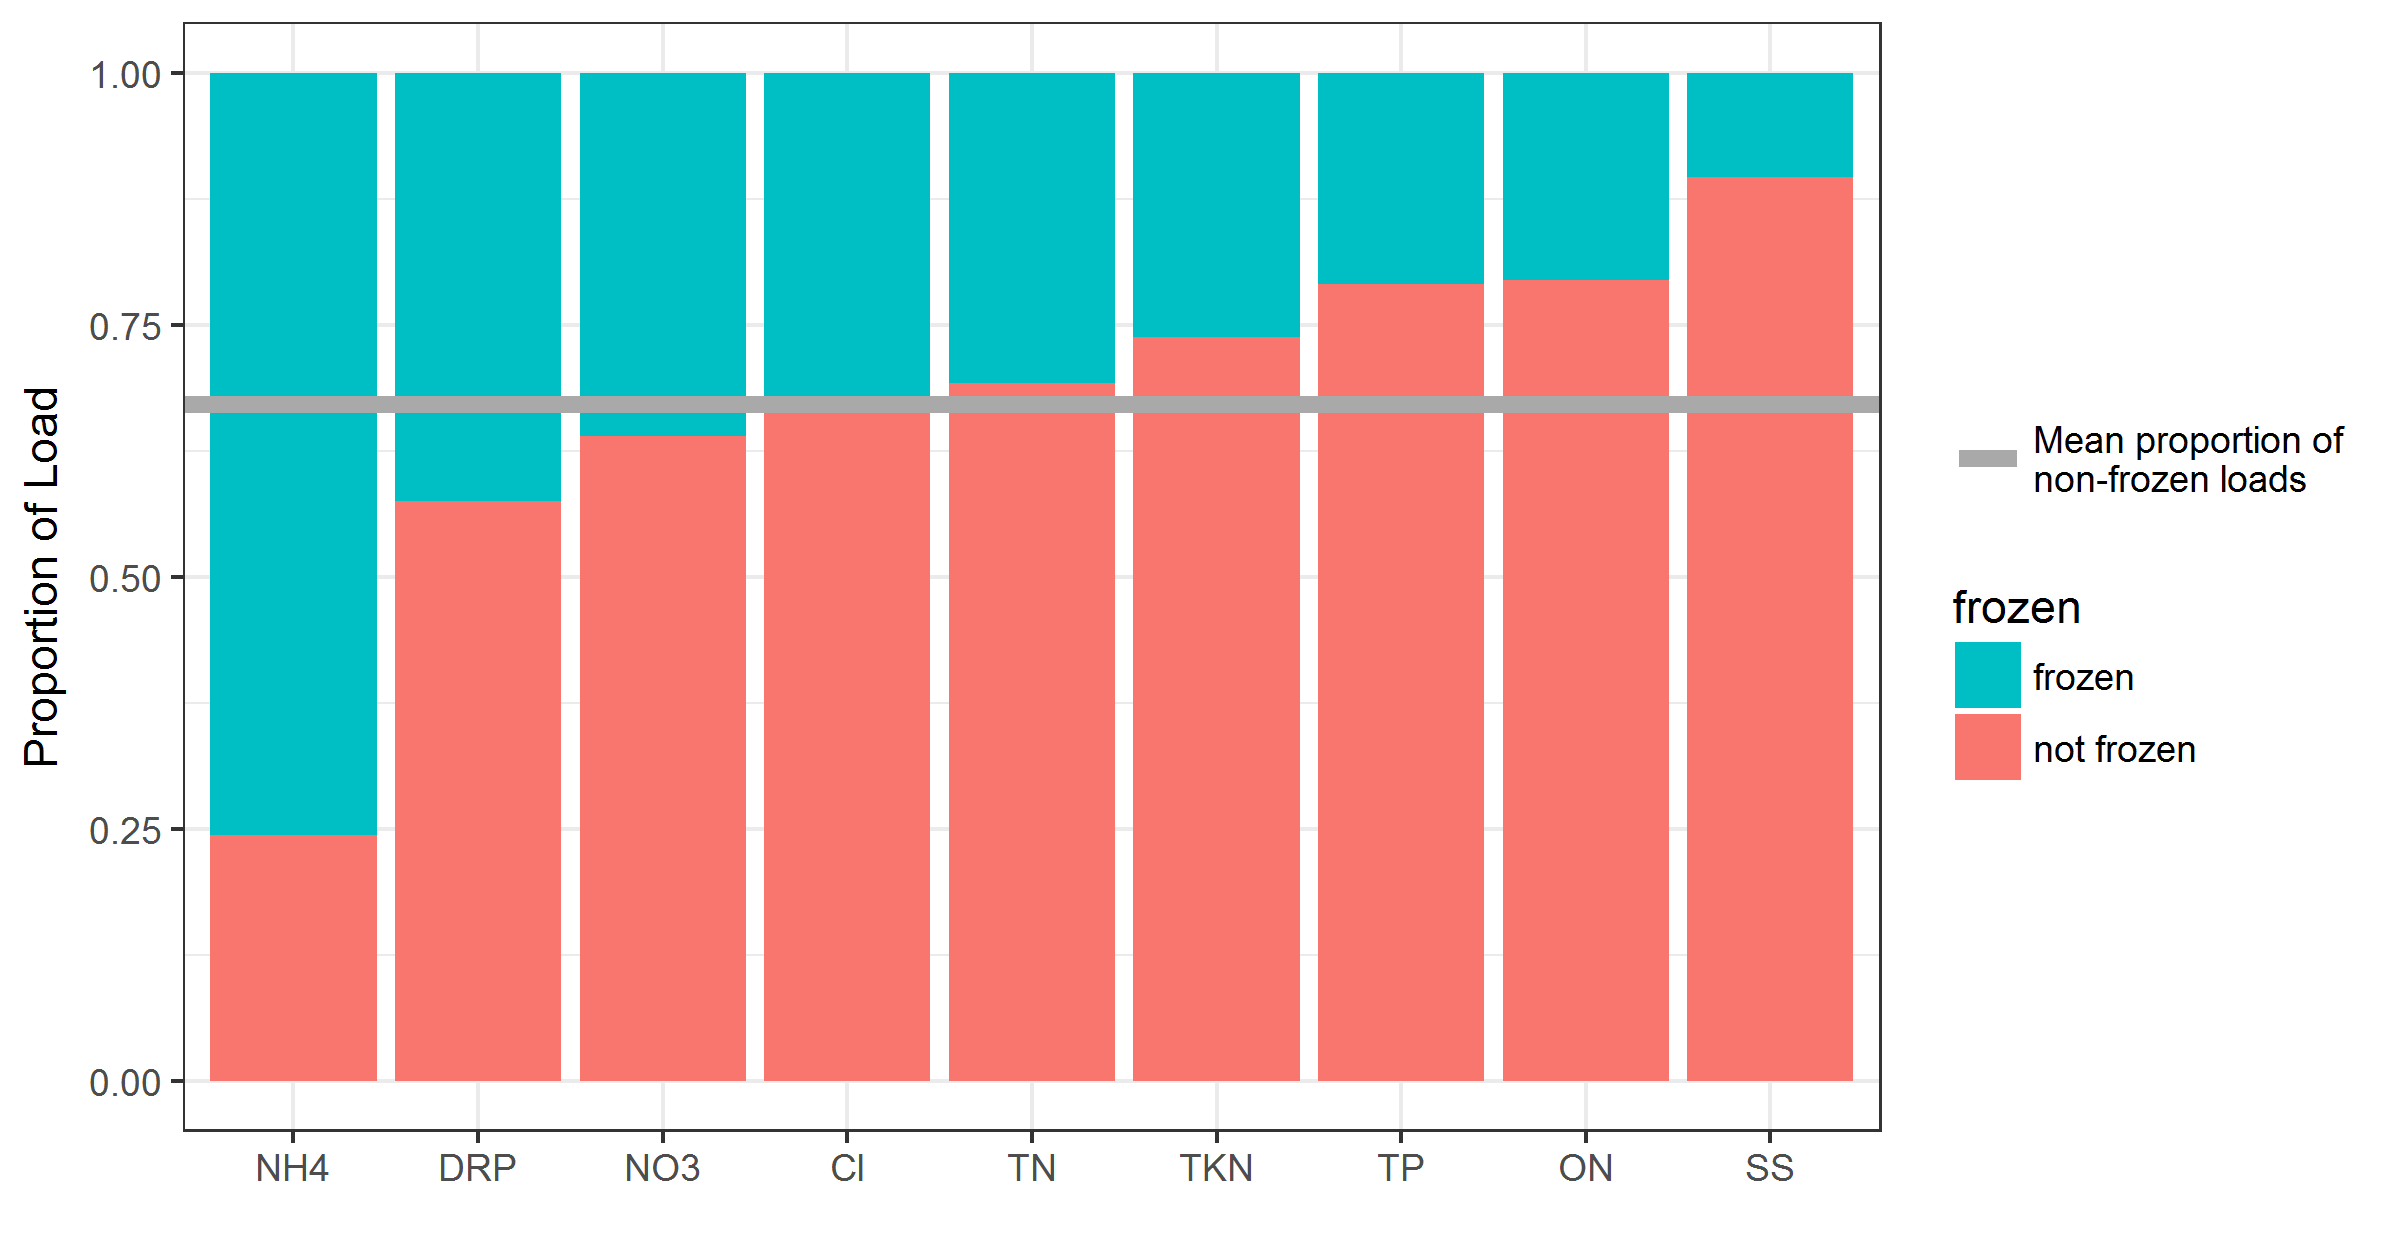 Proportion of Load
1.00
0.75
0.50
0.25
0.00
NH4 DRP NO3 Cl TN TKN TP ON SS
Mean proportion of
non-frozen loads
frozen
frozen
not frozen